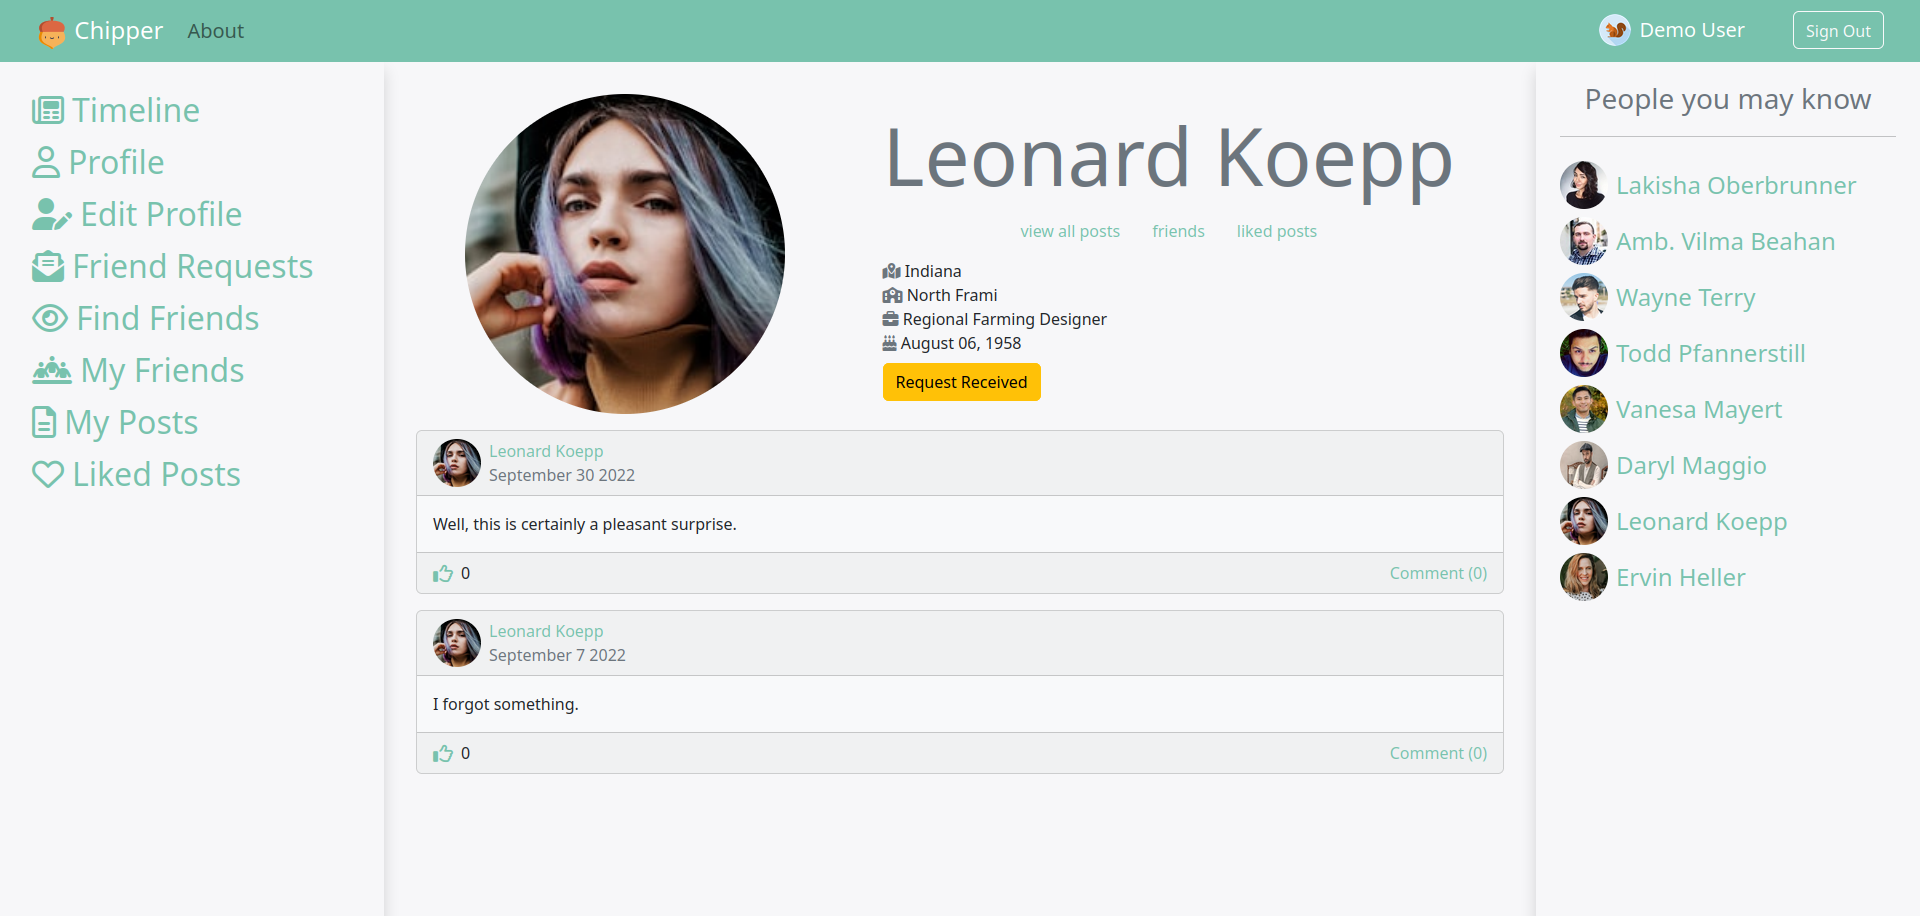 Chipper
About
Demo User
Sign Out
Timeline
Profile
Edit Profile
Friend Requests
Find Friends
My Friends
My Posts
Liked Posts
Leonard Koepp
view all posts
friends
liked posts
Indiana
North Frami
Regional Farming Designer
August 06, 1958
Request Received
Leonard Koepp
September 30 2022
Well, this is certainly a pleasant surprise.
0
Comment (0)
Leonard Koepp
September 7 2022
I forgot something.
0
Comment (0)
People you may know
Lakisha Oberbrunner
Amb. Vilma Beahan
Wayne Terry
Todd Pfannerstill
Vanesa Mayert
Daryl Maggio
Leonard Koepp
Ervin Heller